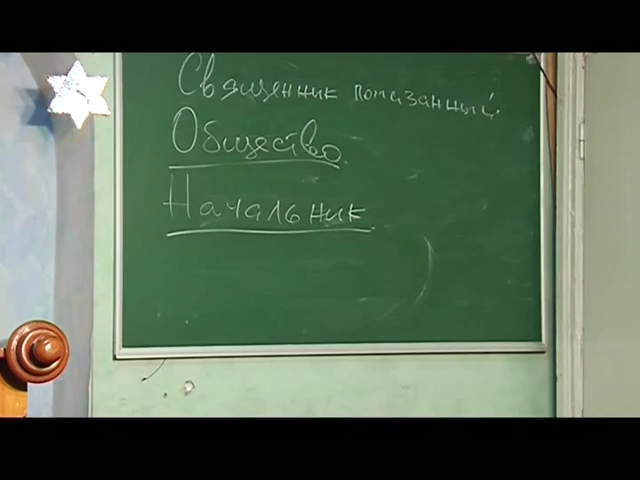 Священник помазанный.
Общество.
Начальник.